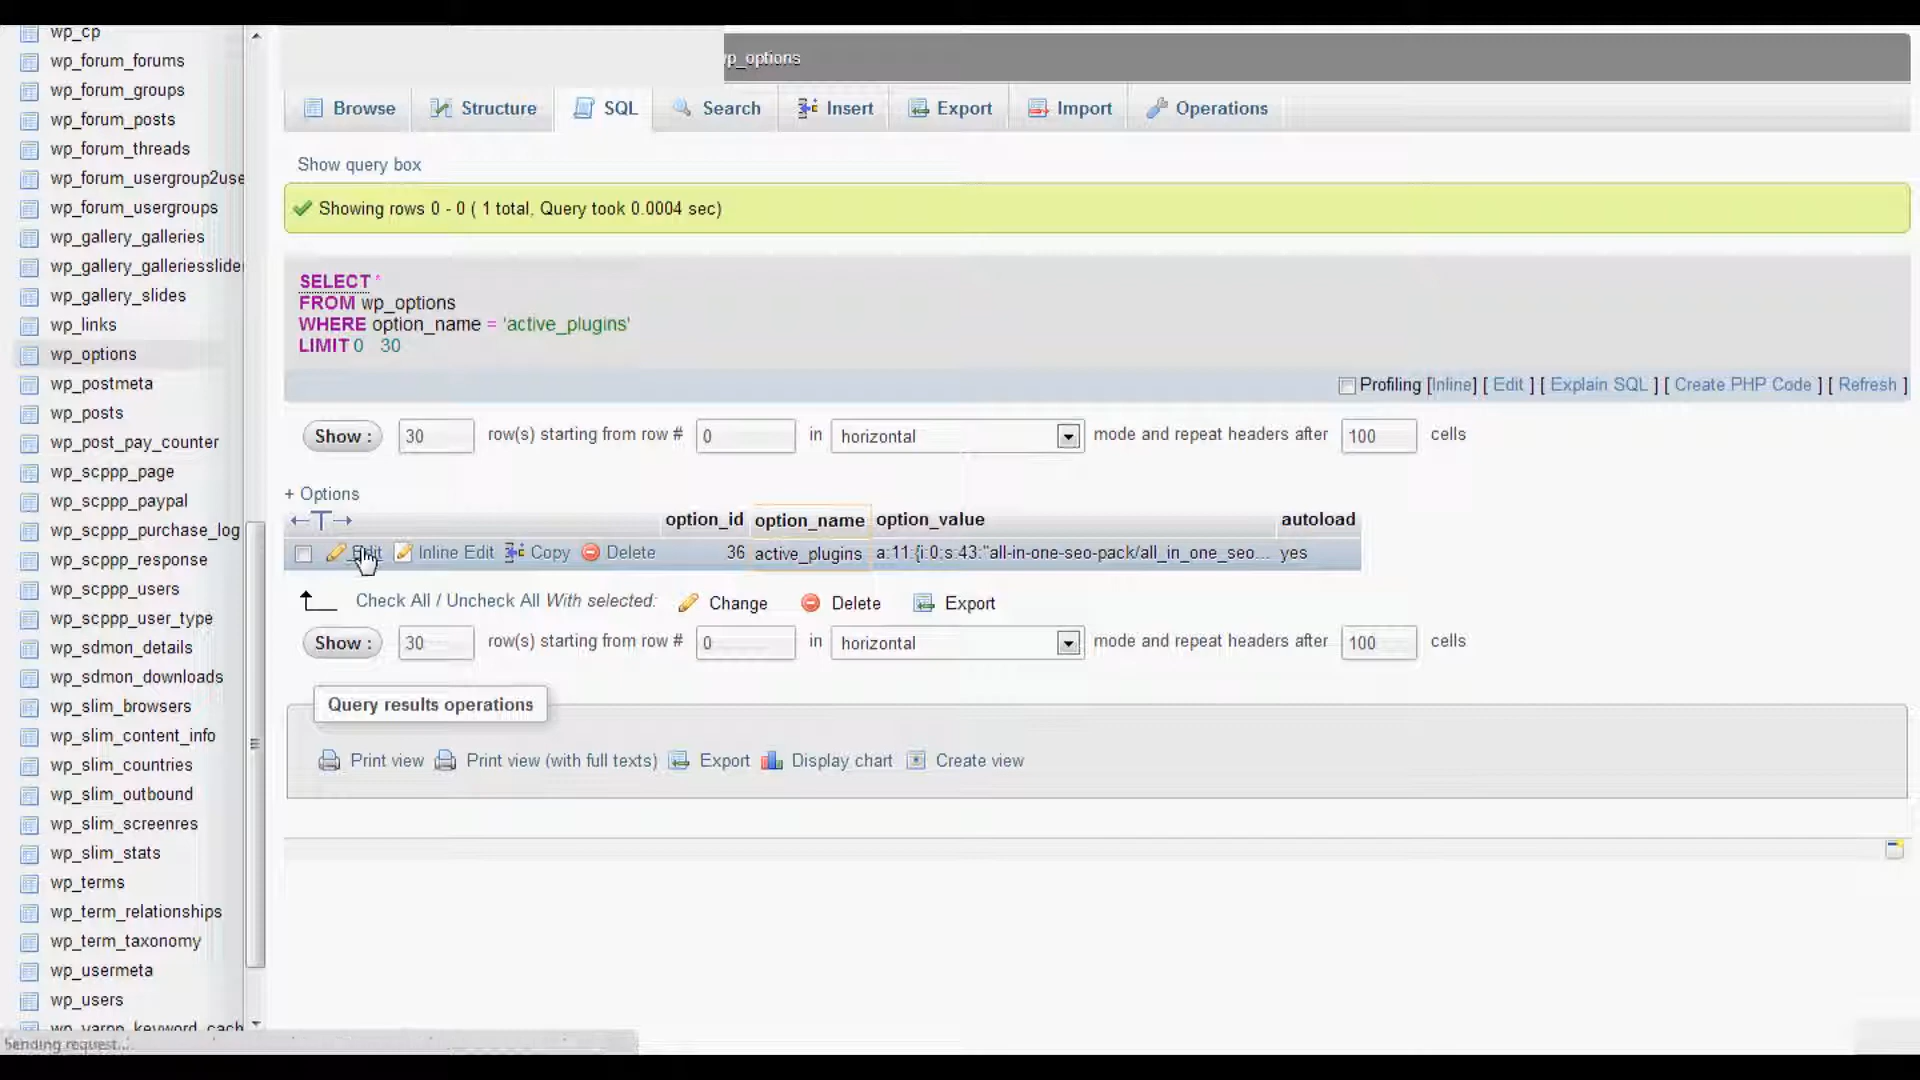 wp_cp
wp_forum_forums
wp_forum_groups
wp_forum_posts
wp_forum_threads
wp_forum_usergroup2use
wp_forum_usergroups
wp_gallery_galleries
wp_gallery_galleriesslide
wp_gallery_slides
wp_links
wp_options
wp_postmeta
wp_posts
wp_post_pay_counter
wp_scppp_page
wp_scppp_paypal
wp_scppp_purchase_log
wp_scppp_response
wp_scppp_users
wp_scppp_user_type
wp_sdmon_details
wp_sdmon_downloads
wp_slim_browsers
wp_slim_content_info
wp_slim_countries
wp_slim_outbound
wp_slim_screenres
wp_slim_stats
wp_terms
wp_term_relationships
wp_term_taxonomy
wp_usermeta
wp_users
wp_yarpp_keyword_cach
Sending request...
wp_options
Browse Structure SQL Search Insert Export Import Operations
Show query box
Showing rows 0 - 0 ( 1 total, Query took 0.0004 sec)
SELECT *
FROM wp_options
WHERE option_name = 'active_plugins'
LIMIT 0 30
Profiling [Inline] [ Edit ] [ Explain SQL ] [ Create PHP Code ] [ Refresh ]
Show : 30 row(s) starting from row # 0 in horizontal mode and repeat headers after 100 cells
+ Options
←T→ option_id option_name option_value autoload
Edit Inline Edit Copy Delete 36 active_plugins a:11:{i:0;s:43:"all-in-one-seo-pack/all_in_one_seo... yes
Check All / Uncheck All With selected: Change Delete Export
Show : 30 row(s) starting from row # 0 in horizontal mode and repeat headers after 100 cells
Query results operations
Print view Print view (with full texts) Export Display chart Create view